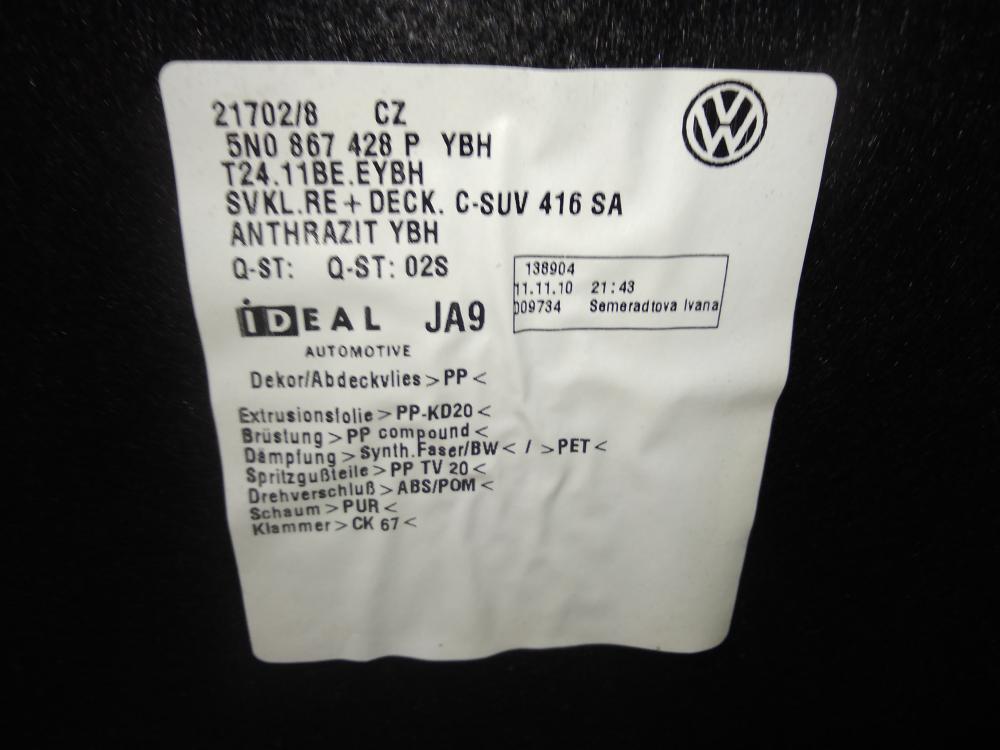 21702/8 CZ
5N0 867 428 P YBH
T24.11BE.EYBH
SVKL.RE + DECK. C-SUV 416 SA
ANTHRAZIT YBH
Q-ST: Q-ST: 02S
138904
11.11.10 21:43
009734 Semeradtova Ivana
iDEAL JA9
AUTOMOTIVE
Dekor/Abdeckvlies >PP<
Extrusionsfolie >PP-KD20<
Brüstung >PP compound<
Dämpfung >Synth.Faser/BW< / >PET<
Spritzgußteile >PP TV 20<
Drehverschluß >ABS/POM<
Schaum >PUR<
Klammer >CK 67<